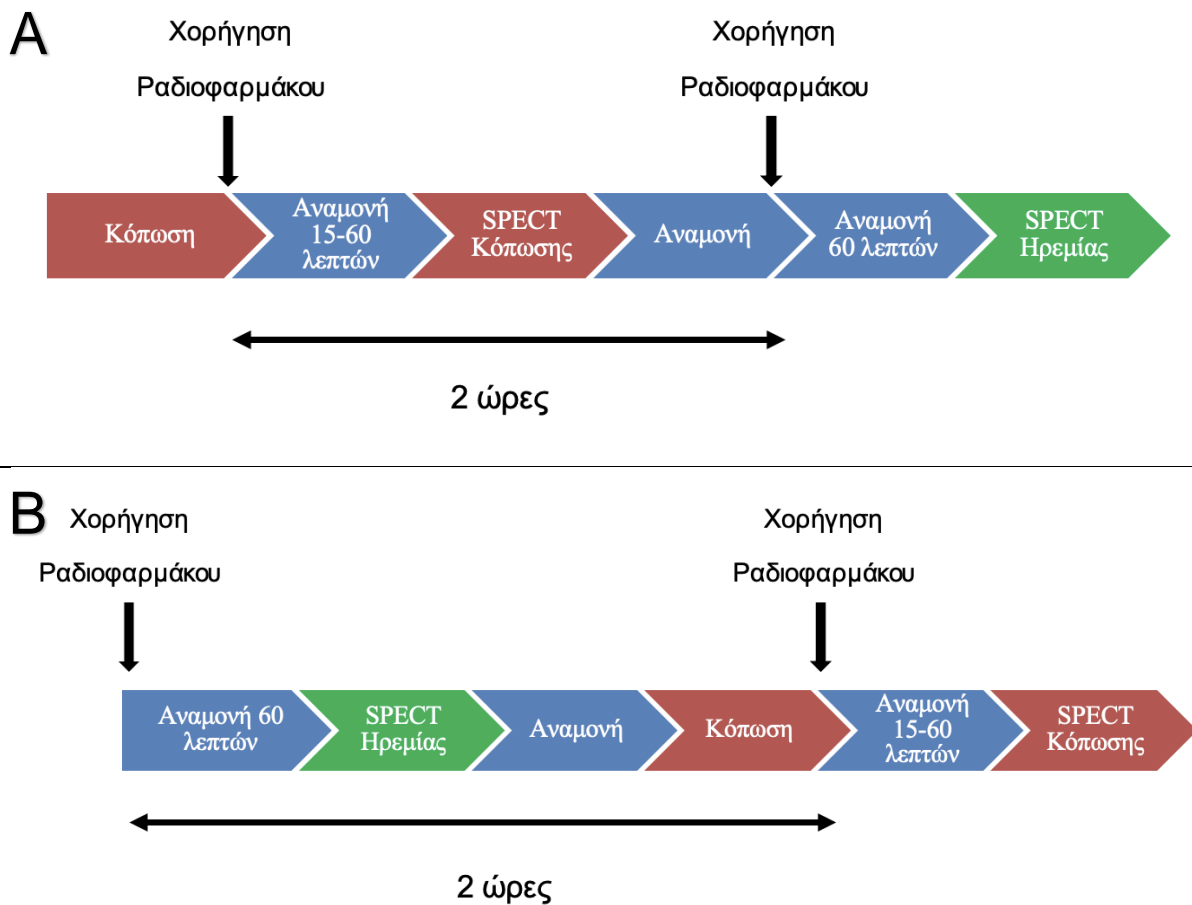 A
Χορήγηση
Ραδιοφαρμάκου
Χορήγηση
Ραδιοφαρμάκου
Κόπωση
Αναμονή
15-60
λεπτών
SPECT
Κόπωσης
Αναμονή
Αναμονή
60 λεπτών
SPECT
Ηρεμίας
2 ώρες
B
Χορήγηση
Ραδιοφαρμάκου
Χορήγηση
Ραδιοφαρμάκου
Αναμονή 60
λεπτών
SPECT
Ηρεμίας
Αναμονή
Κόπωση
Αναμονή
15-60
λεπτών
SPECT
Κόπωσης
2 ώρες